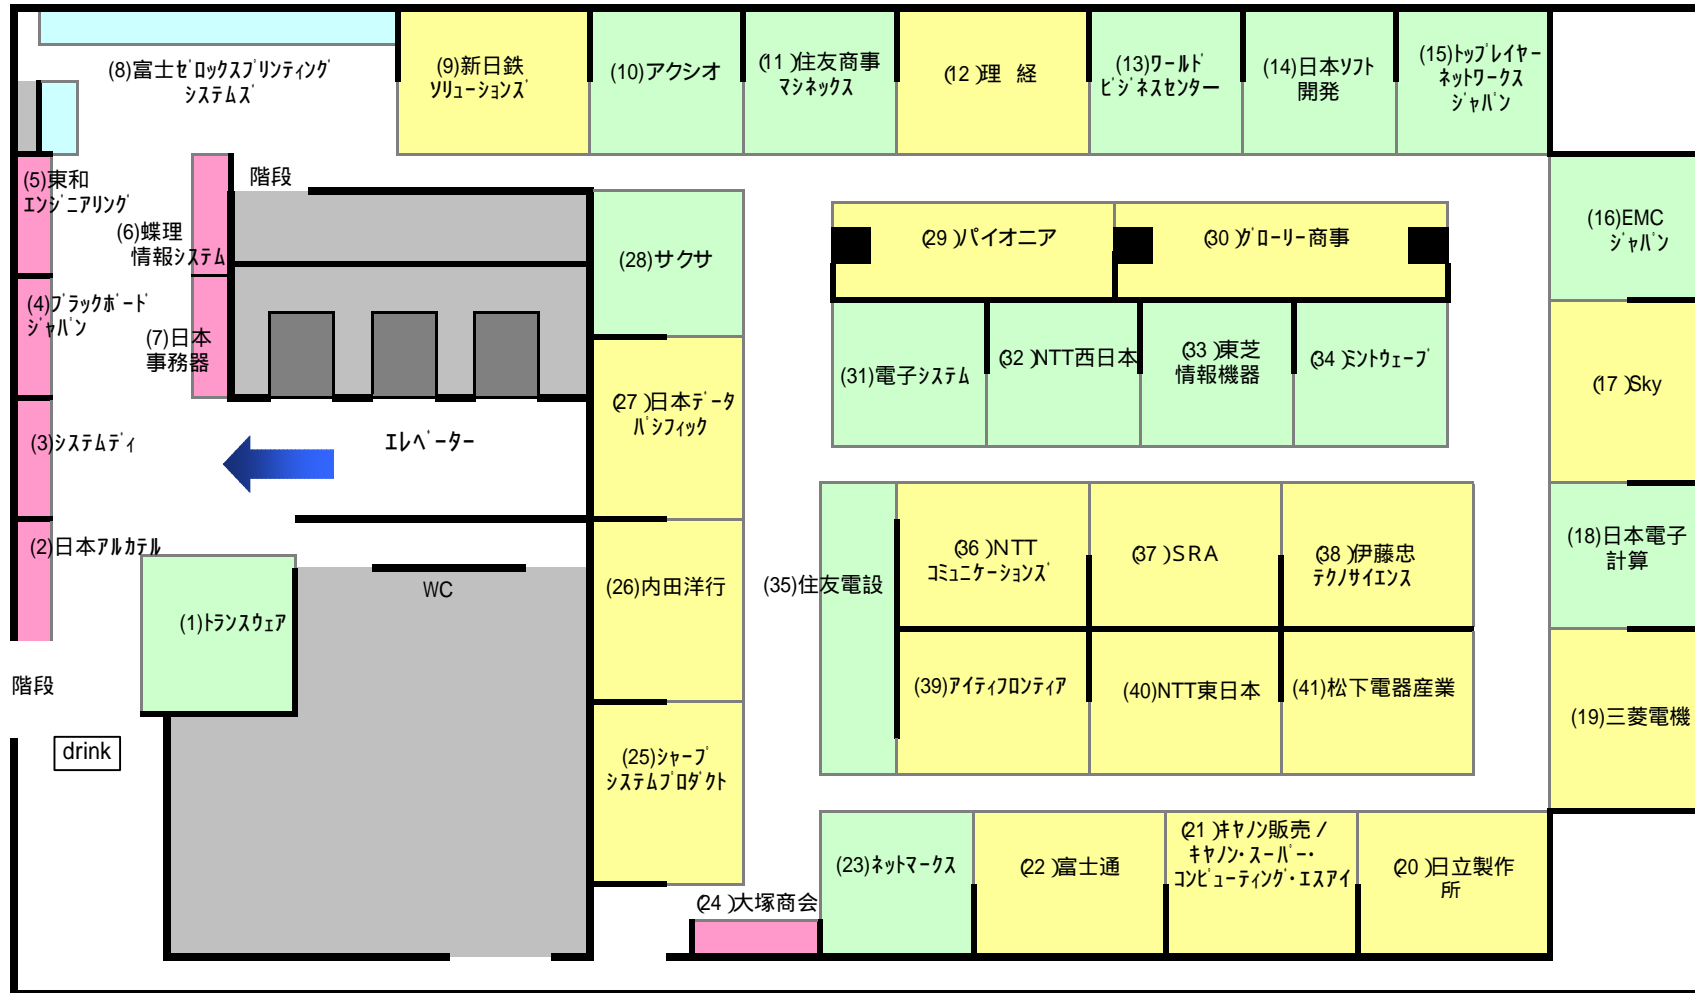 (8)富士ｾﾞﾛｯｸｽﾌﾟﾘﾝﾃｨﾝｸﾞ
ｼｽﾃﾑｽﾞ
(9)新日鉄
ｿﾘｭｰｼｮﾝｽﾞ
(10)アクシオ
(11)住友商事
ﾏｼﾈｯｸｽ
(12)理 経
(13)ﾜｰﾙﾄﾞ
ﾋﾞｼﾞﾈｽｾﾝﾀｰ
(14)日本ｿﾌﾄ
開発
(15)ﾄｯﾌﾟﾚｲﾔｰ
ﾈｯﾄﾜｰｸｽ
ｼﾞｬﾊﾟﾝ
(5)東和
ｴﾝｼﾞﾆｱﾘﾝｸﾞ
(6)蝶理
情報ｼｽﾃﾑ
階段
(28)サクサ
(29)パイオニア
(30)ｸﾞﾛｰﾘｰ商事
(16)EMC
ｼﾞｬﾊﾟﾝ
(4)ﾌﾞﾗｯｸﾎﾞｰﾄﾞ
ｼﾞｬﾊﾟﾝ
(7)日本
事務器
(31)電子ｼｽﾃﾑ
(32)NTT西日本
(33)東芝
情報機器
(34)ﾐﾝﾄｳｪｰﾌﾞ
(17)Sky
(27)日本ﾃﾞｰﾀ
ﾊﾟｼﾌｨｯｸ
(3)ｼｽﾃﾑﾃﾞｨ
ｴﾚﾍﾞｰﾀｰ
(2)日本ｱﾙｶﾃﾙ
(36)NTT
ｺﾐｭﾆｹｰｼｮﾝｽﾞ
(37)SRA
(38)伊藤忠
ﾃｸﾉｻｲｴﾝｽ
(18)日本電子
計算
WC
(26)内田洋行
(35)住友電設
(1)ﾄﾗﾝｽｳｪｱ
階段
(39)ｱｲﾃｨﾌﾛﾝﾃｨｱ
(40)NTT東日本
(41)松下電器産業
(19)三菱電機
drink
(25)ｼｬｰﾌﾟ
ｼｽﾃﾑﾌﾟﾛﾀﾞｸﾄ
(23)ﾈｯﾄﾏｰｸｽ
(22)富士通
(21)ｷﾔﾉﾝ販売/
ｷﾔﾉﾝ･ｽｰﾊﾟｰ･
ｺﾝﾋﾟｭｰﾃｨﾝｸﾞ･ｴｽｱｲ
(20)日立製作
所
(24)大塚商会